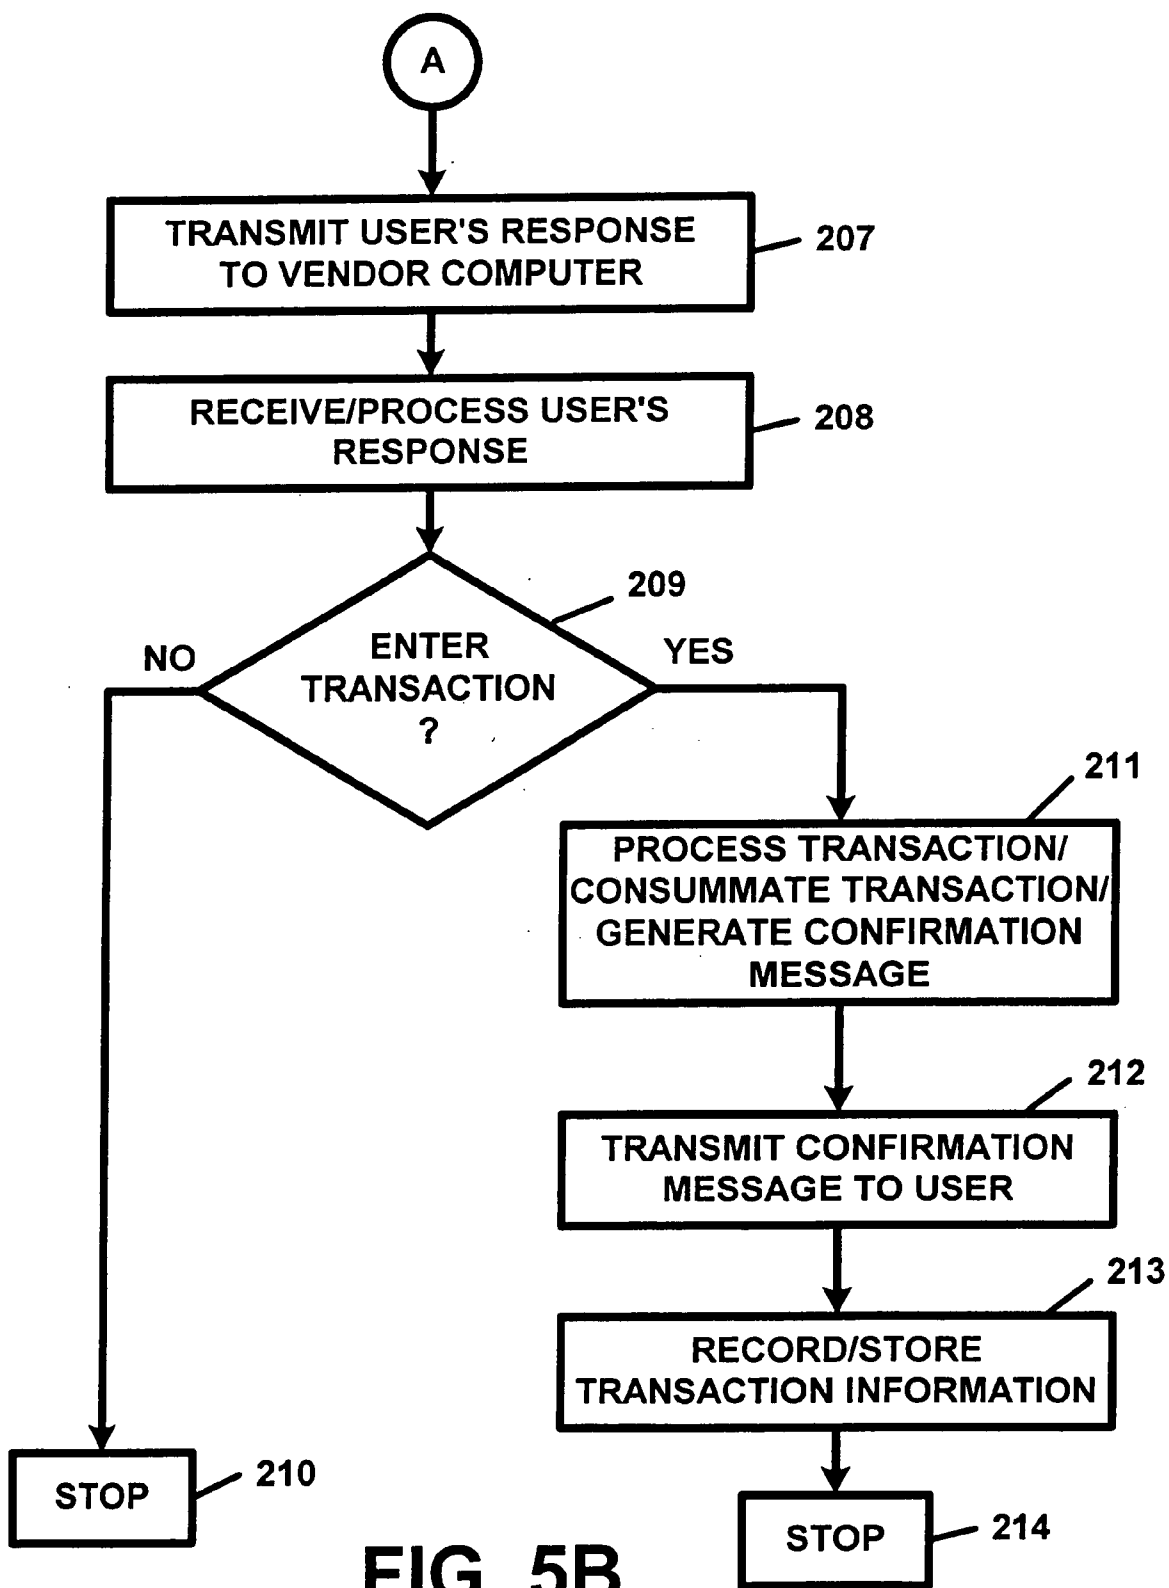 A
TRANSMIT USER'S RESPONSE
TO VENDOR COMPUTER
207
RECEIVE/PROCESS USER'S
RESPONSE
208
209
NO
ENTER
TRANSACTION
?
YES
211
PROCESS TRANSACTION/
CONSUMMATE TRANSACTION/
GENERATE CONFIRMATION
MESSAGE
212
TRANSMIT CONFIRMATION
MESSAGE TO USER
213
RECORD/STORE
TRANSACTION INFORMATION
STOP
210
STOP
214
FIG. 5B